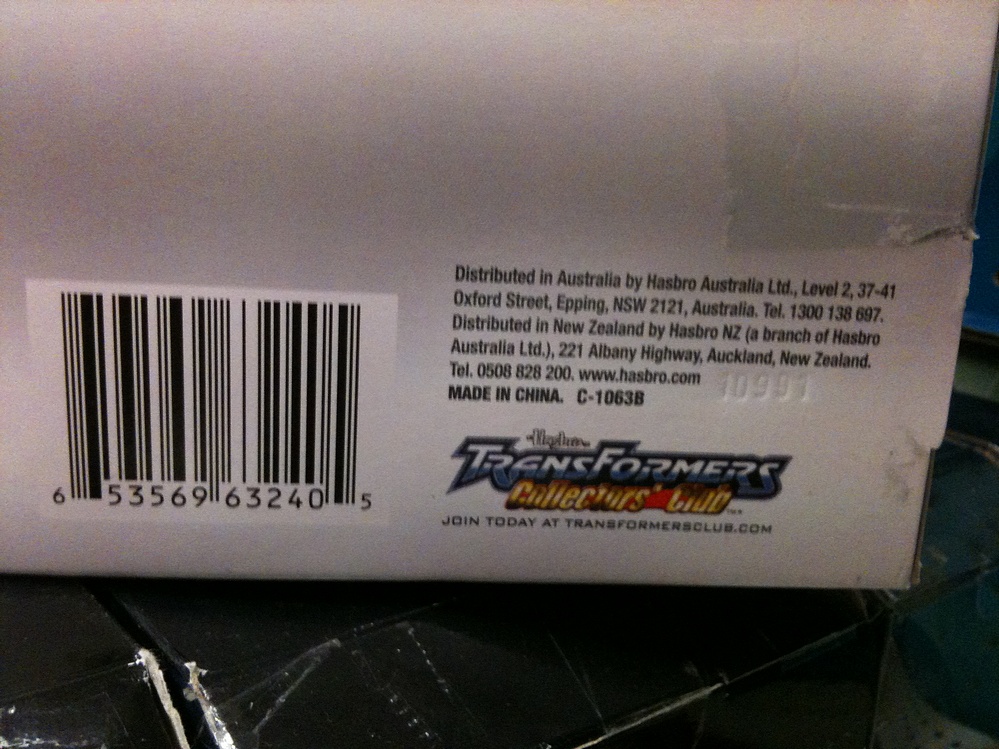 Distributed in Australia by Hasbro Australia Ltd., Level 2, 37-41
Oxford Street, Epping, NSW 2121, Australia. Tel. 1300 138 697.
Distributed in New Zealand by Hasbro NZ (a branch of Hasbro
Australia Ltd.), 221 Albany Highway, Auckland, New Zealand.
Tel. 0508 828 200. www.hasbro.com
10991
MADE IN CHINA. C-1063B
6 53569 63240 5
Hasbro
TRANSFORMERS
Collectors' Club™
JOIN TODAY AT TRANSFORMERSCLUB.COM